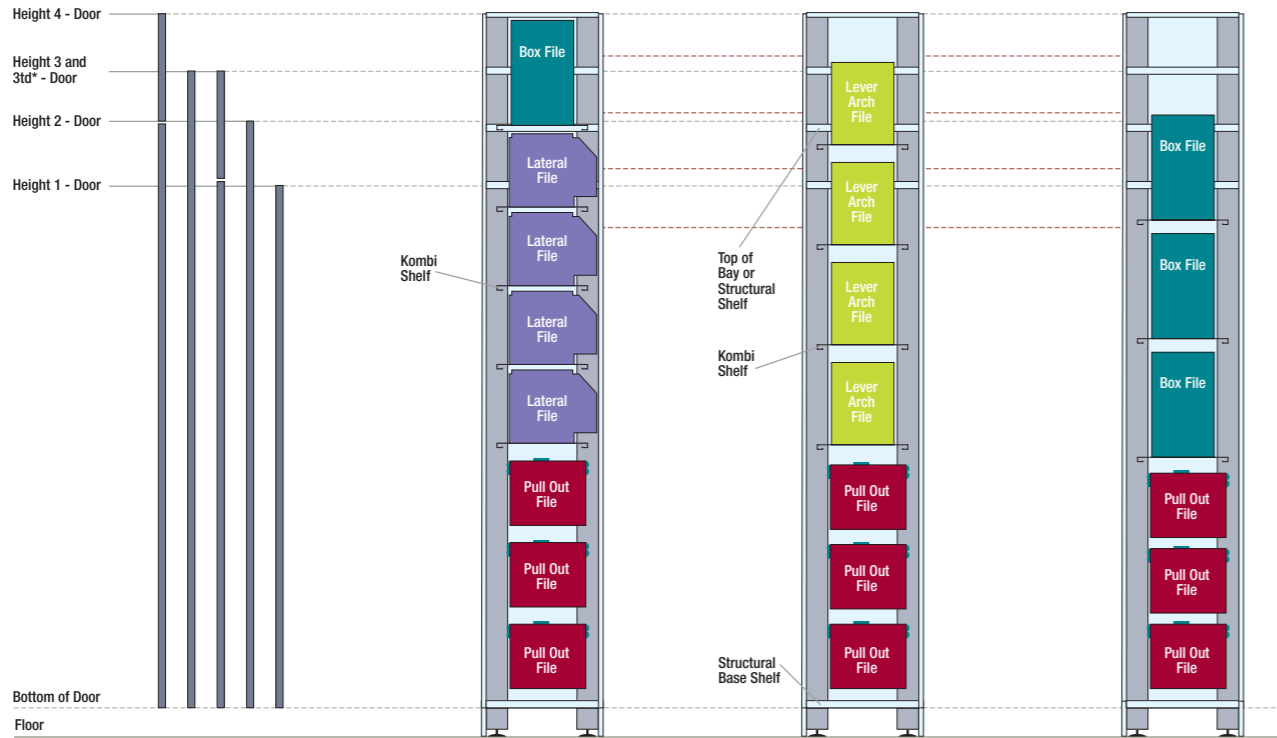 Height 4 - Door
Height 3 and
3td* - Door
Height 2 - Door
Height 1 - Door
Bottom of Door
Floor
Kombi
Shelf
Box File
Lateral
File
Lateral
File
Lateral
File
Lateral
File
Pull Out
File
Pull Out
File
Pull Out
File
Top of
Bay or
Structural
Shelf
Kombi
Shelf
Structural
Base Shelf
Lever
Arch
File
Lever
Arch
File
Lever
Arch
File
Lever
Arch
File
Pull Out
File
Pull Out
File
Pull Out
File
Box File
Box File
Box File
Pull Out
File
Pull Out
File
Pull Out
File